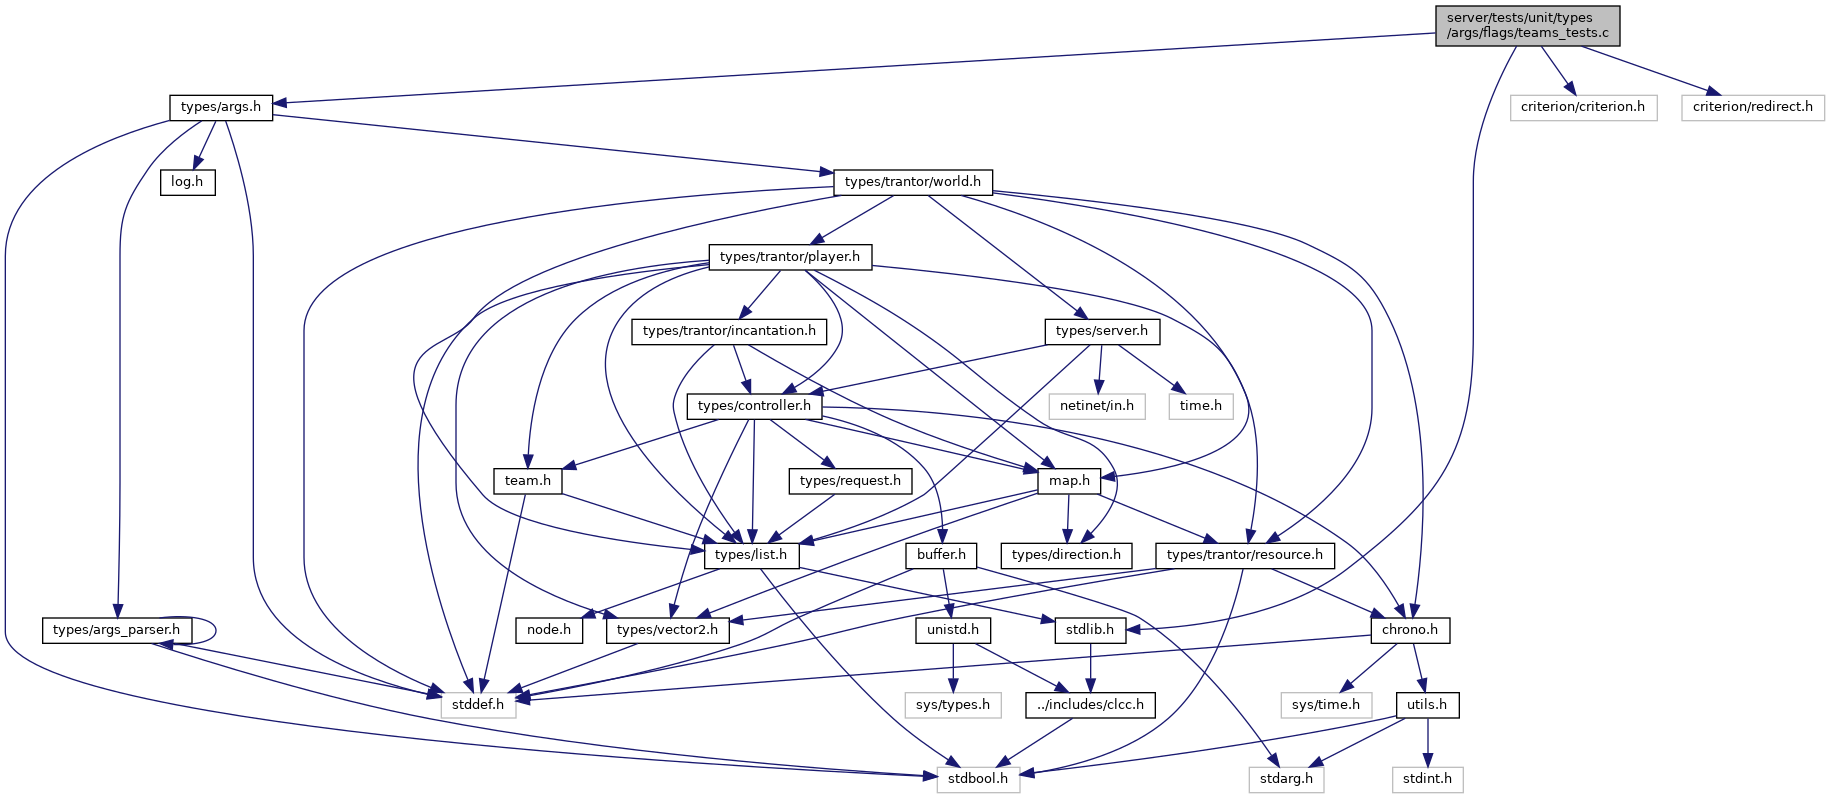 server/tests/unit/types
/args/flags/teams_tests.c
types/args.h
criterion/criterion.h
criterion/redirect.h
log.h
types/trantor/world.h
types/trantor/player.h
types/trantor/incantation.h
types/server.h
types/controller.h
netinet/in.h
time.h
team.h
types/request.h
map.h
types/list.h
buffer.h
types/direction.h
types/trantor/resource.h
types/args_parser.h
node.h
types/vector2.h
unistd.h
stdlib.h
chrono.h
stddef.h
sys/types.h
../includes/clcc.h
sys/time.h
utils.h
stdbool.h
stdarg.h
stdint.h